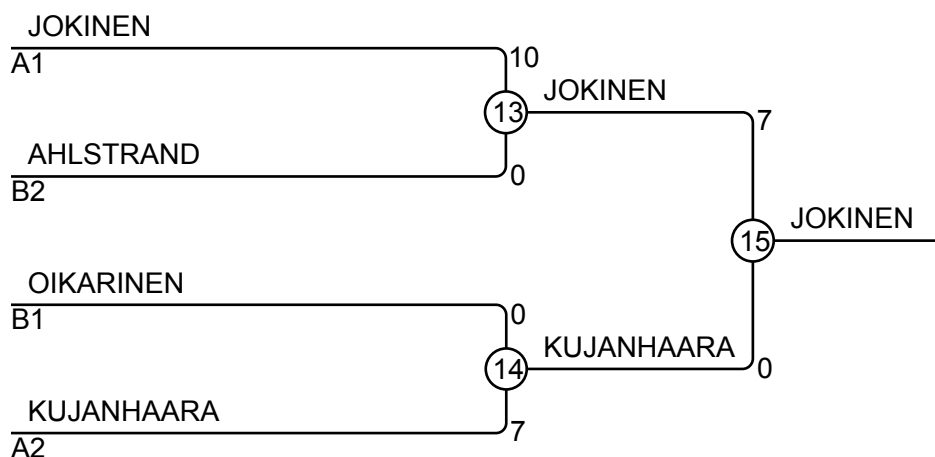 JOKINEN
A1
10
13
JOKINEN
7
AHLSTRAND
B2
0
15
JOKINEN
OIKARINEN
B1
0
14
KUJANHAARA
0
KUJANHAARA
A2
7